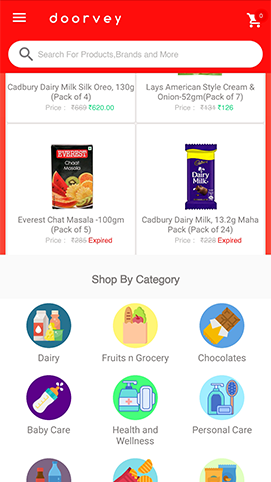 doorvey
0
Search For Products,Brands and More
Cadbury Dairy Milk Silk Oreo, 130g
(Pack of 4)
Price : ₹669 ₹620.00
Lays American Style Cream &
Onion-52gm(Pack of 7)
Price : ₹131 ₹126
EVEREST
Chaat
Masala
Cadbury
Dairy
Milk
Everest Chat Masala -100gm
(Pack of 5)
Price : ₹285 Expired
Cadbury Dairy Milk, 13.2g Maha
Pack (Pack of 24)
Price : ₹228 Expired
Shop By Category
Dairy
Fruits n Grocery
Chocolates
Baby Care
Health and
Wellness
Personal Care